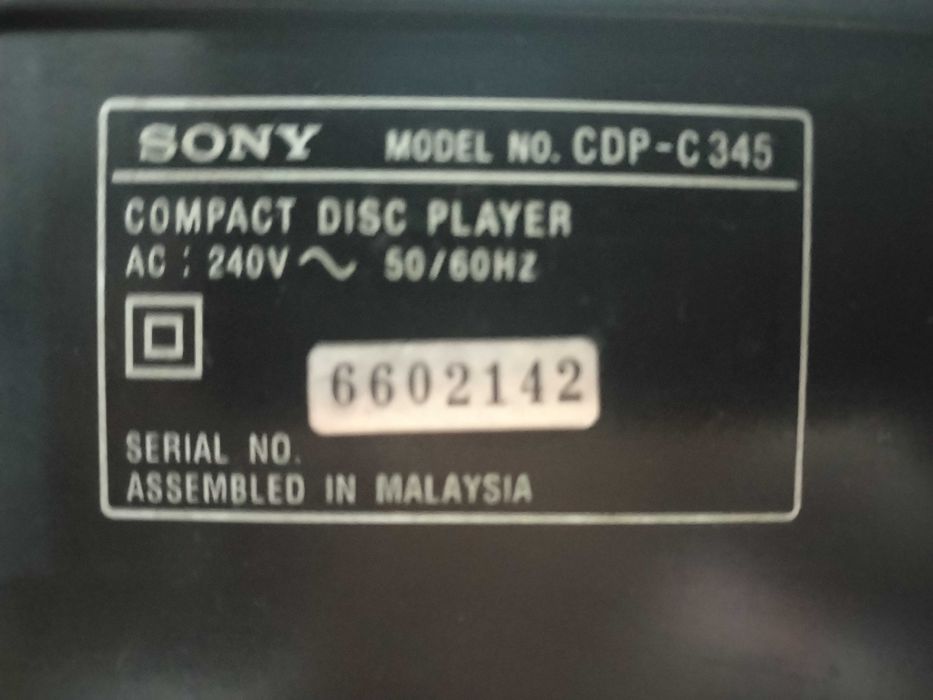 SONY MODEL NO. CDP-C345
COMPACT DISC PLAYER
AC : 240V ~ 50/60HZ
6602142
SERIAL NO.
ASSEMBLED IN MALAYSIA